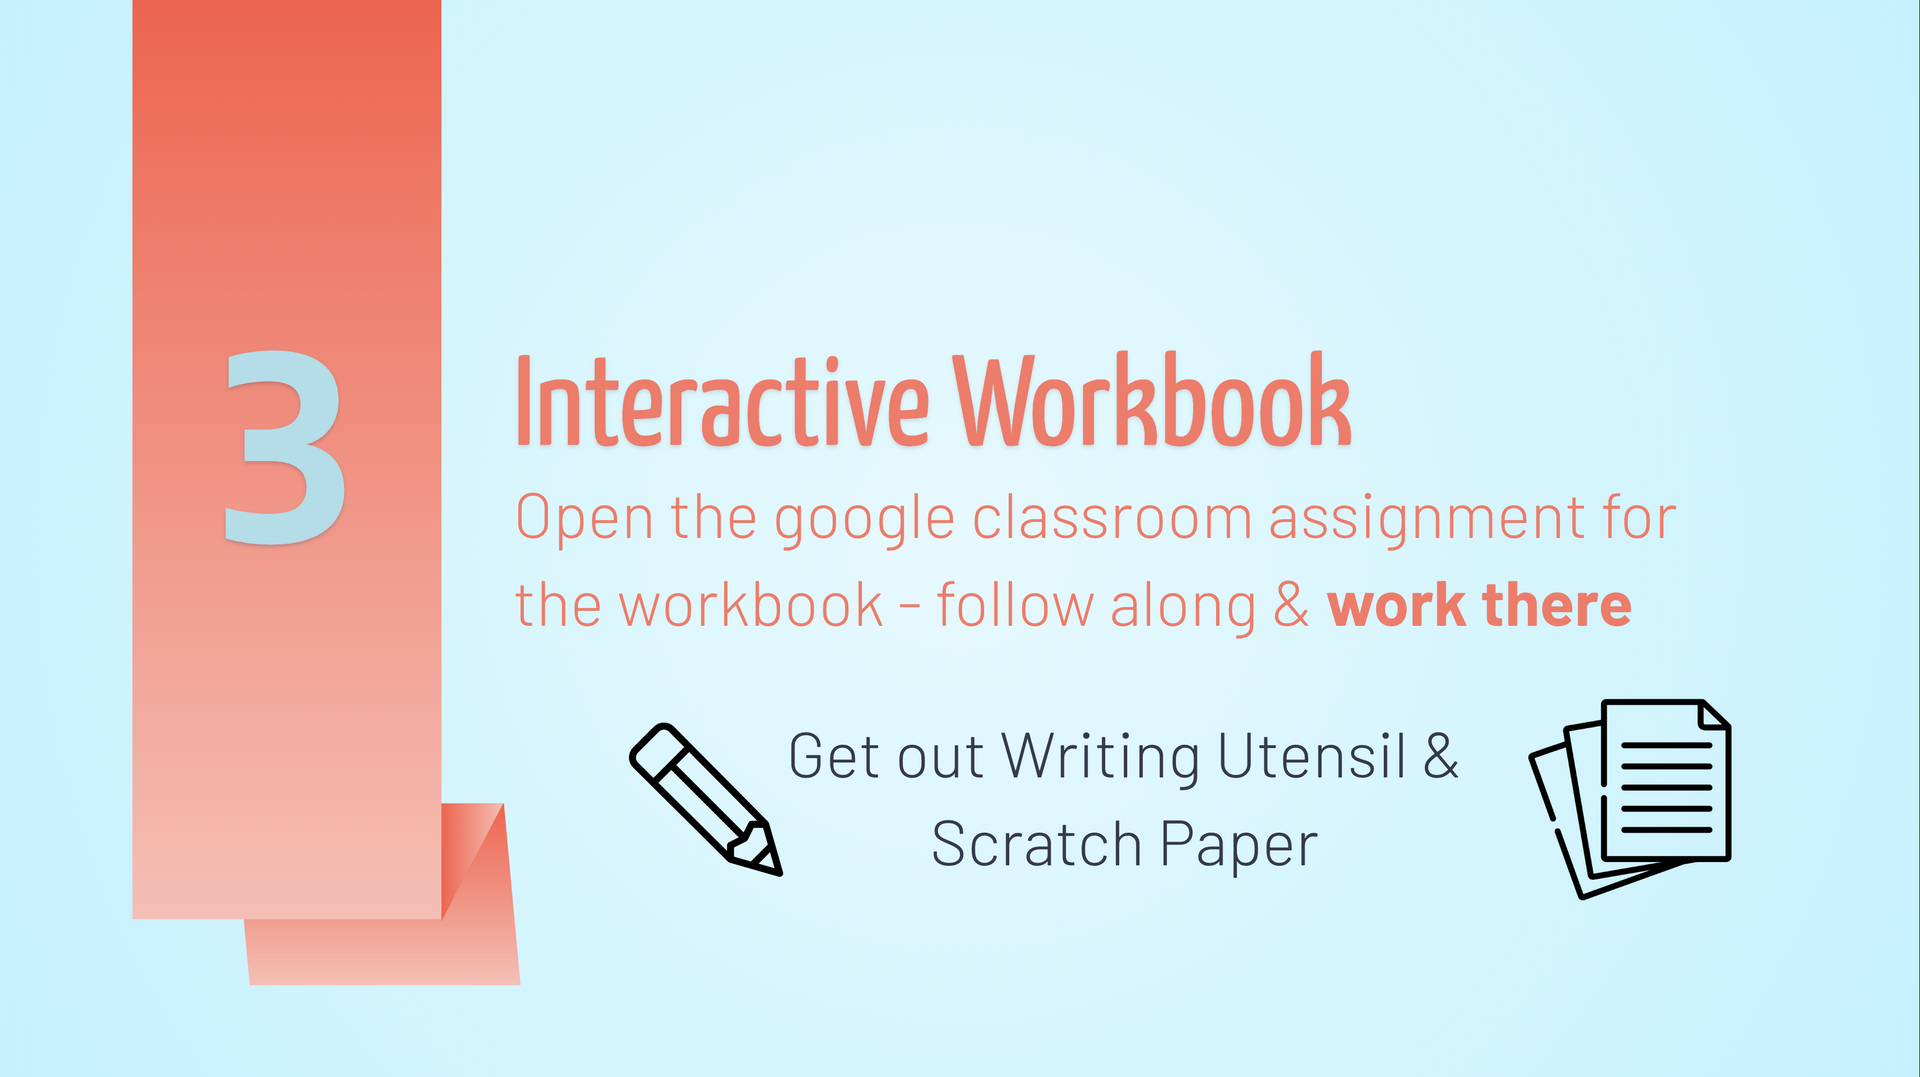 3
Interactive Workbook
Open the google classroom assignment for
the workbook - follow along & work there
Get out Writing Utensil &
Scratch Paper